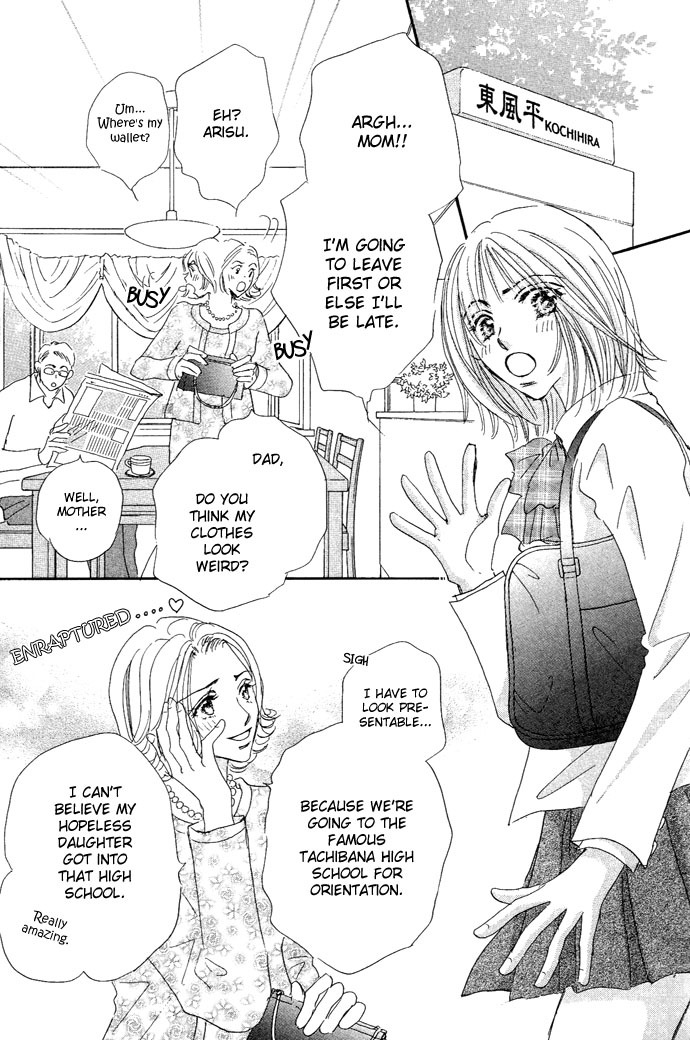 東風平 KOCHIHIRA
ARGH...
MOM!!
I'M GOING
TO LEAVE
FIRST OR
ELSE I'LL
BE LATE.
EH?
ARISU.
Um...
Where's my
wallet?
BUSY
BUSY
DAD,
DO YOU
THINK MY
CLOTHES
LOOK
WEIRD?
WELL,
MOTHER
...
ENRAPTURED....♡
SIGH
I HAVE TO
LOOK PRE-
SENTABLE...
BECAUSE WE'RE
GOING TO THE
FAMOUS
TACHIBANA HIGH
SCHOOL FOR
ORIENTATION.
I CAN'T
BELIEVE MY
HOPELESS
DAUGHTER
GOT INTO
THAT HIGH
SCHOOL.
Really
amazing.